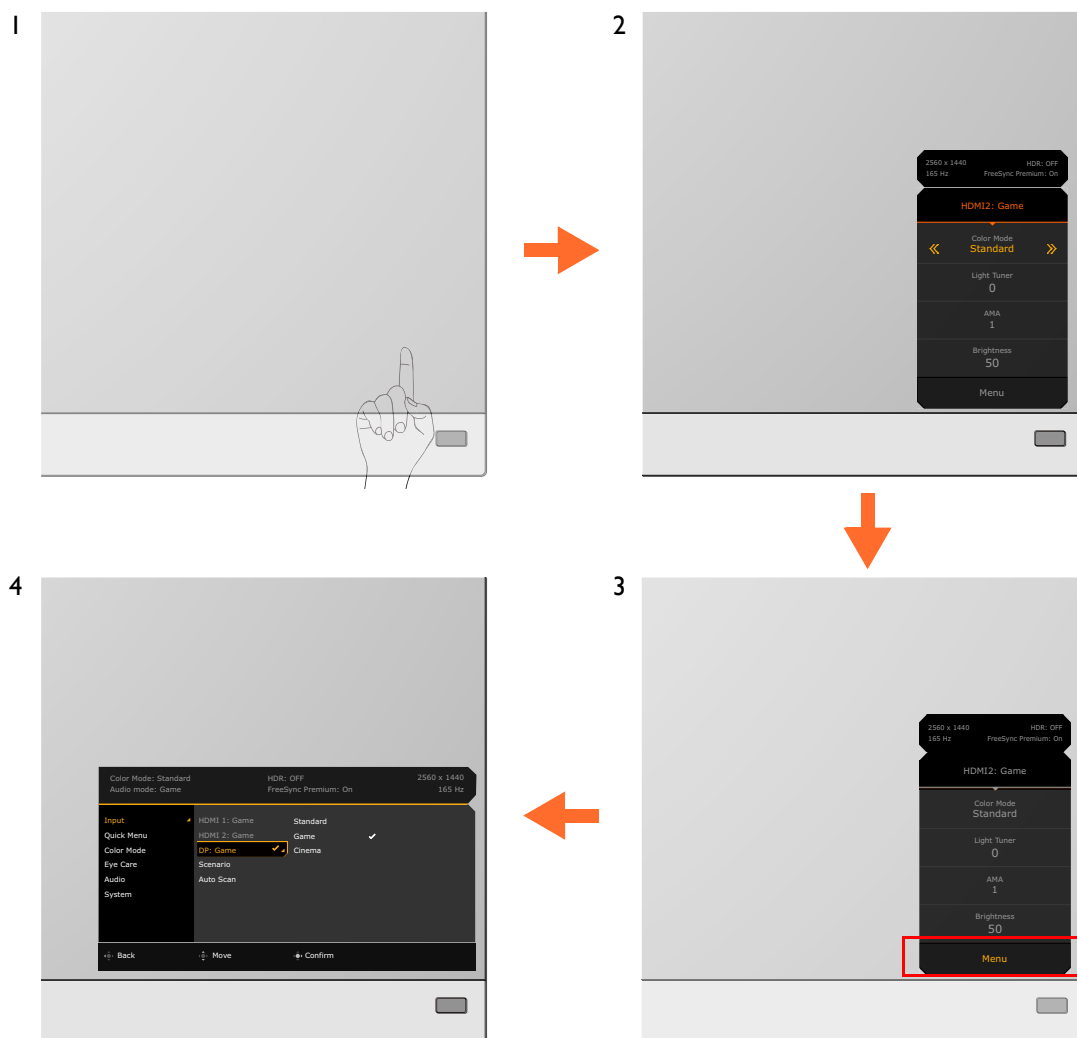 1
2
2560 x 1440 HDR: OFF
165 Hz FreeSync Premium: On
HDMI2: Game
Color Mode
Standard
Light Tuner
0
AMA
1
Brightness
50
Menu
4
Color Mode: Standard HDR: OFF 2560 x 1440
Audio mode: Game FreeSync Premium: On 165 Hz
Input HDMI 1: Game Standard
Quick Menu HDMI 2: Game Game
Color Mode DP: Game Cinema
Eye Care Scenario
Audio Auto Scan
System
Back Move Confirm
3
2560 x 1440 HDR: OFF
165 Hz FreeSync Premium: On
HDMI2: Game
Color Mode
Standard
Light Tuner
0
AMA
1
Brightness
50
Menu